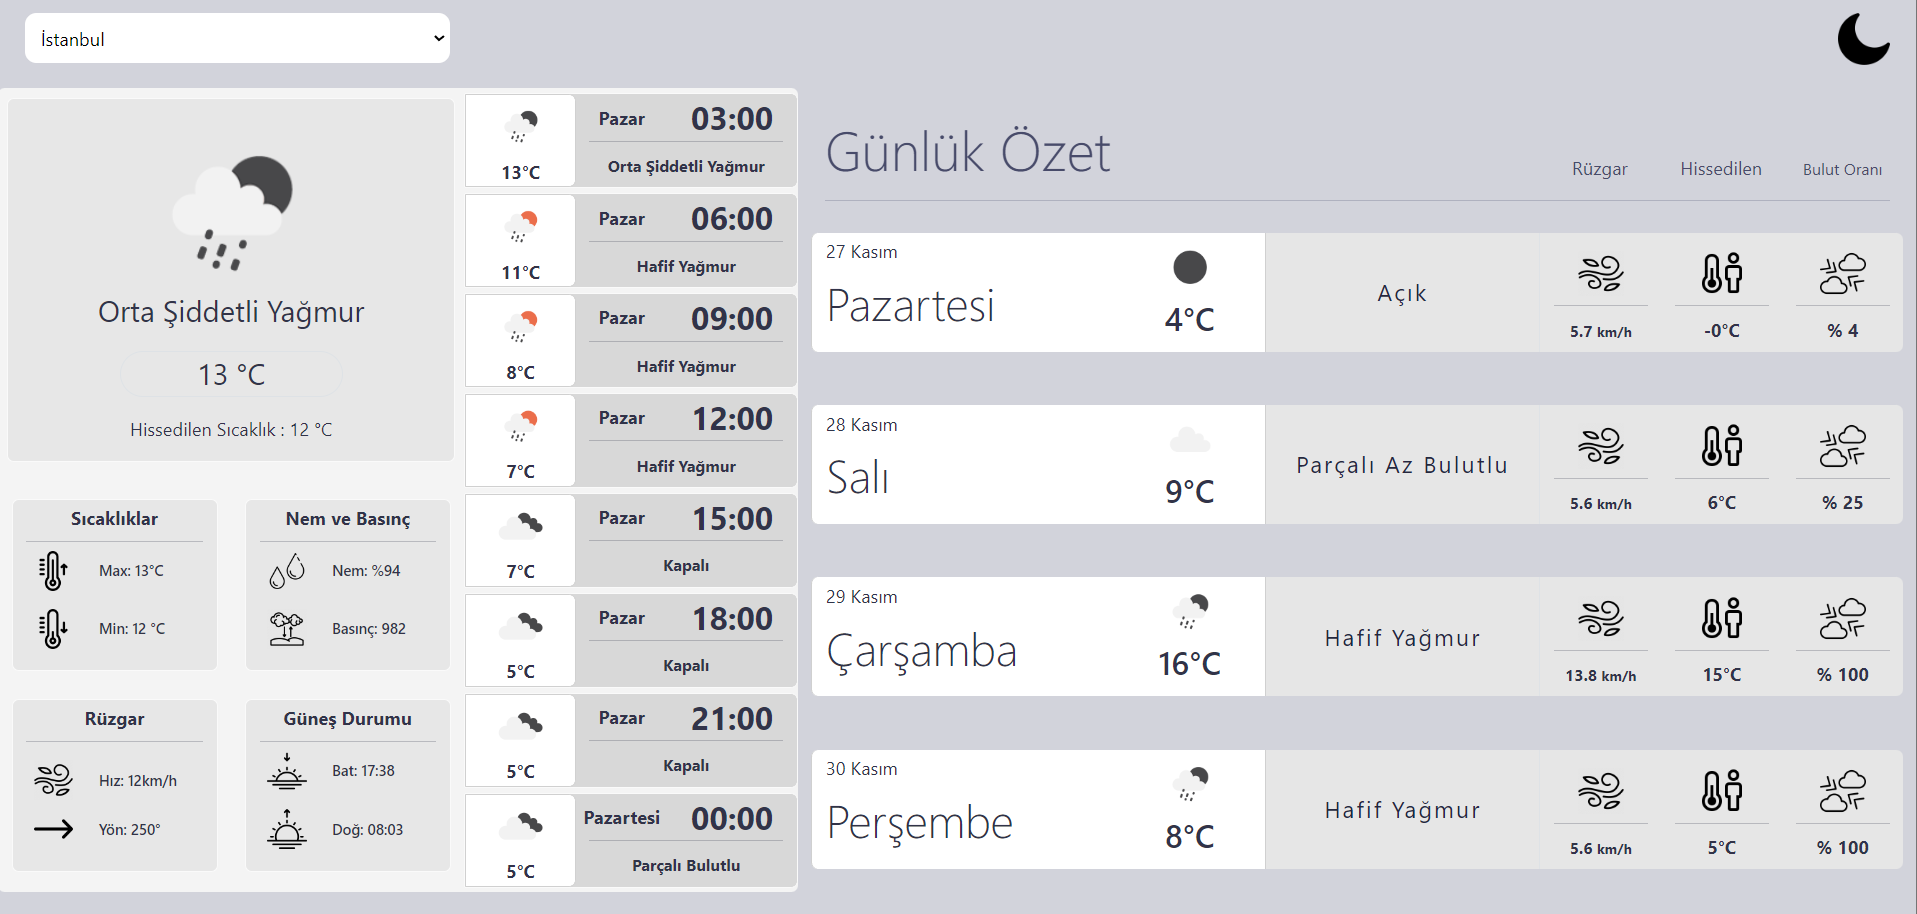 İstanbul
Orta Şiddetli Yağmur
13 °C
Hissedilen Sıcaklık : 12 °C
Sıcaklıklar
Max: 13°C
Min: 12 °C
Nem ve Basınç
Nem: %94
Basınç: 982
Rüzgar
Hız: 12km/h
Yön: 250°
Güneş Durumu
Bat: 17:38
Doğ: 08:03
Pazar 03:00
13°C Orta Şiddetli Yağmur
Pazar 06:00
11°C Hafif Yağmur
Pazar 09:00
8°C Hafif Yağmur
Pazar 12:00
7°C Hafif Yağmur
Pazar 15:00
7°C Kapalı
Pazar 18:00
5°C Kapalı
Pazar 21:00
5°C Kapalı
Pazartesi 00:00
5°C Parçalı Bulutlu
Günlük Özet
Rüzgar Hissedilen Bulut Oranı
27 Kasım
Pazartesi
4°C
Açık
5.7 km/h
-0°C
% 4
28 Kasım
Salı
9°C
Parçalı Az Bulutlu
5.6 km/h
6°C
% 25
29 Kasım
Çarşamba
16°C
Hafif Yağmur
13.8 km/h
15°C
% 100
30 Kasım
Perşembe
8°C
Hafif Yağmur
5.6 km/h
5°C
% 100